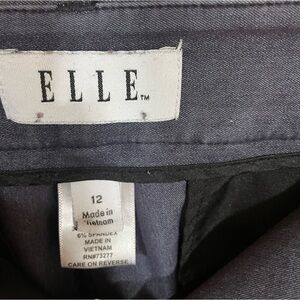 ELLE™
12
Made in
Vietnam
6% SPANDEX
MADE IN
VIETNAM
RN#73277
CARE ON REVERSE